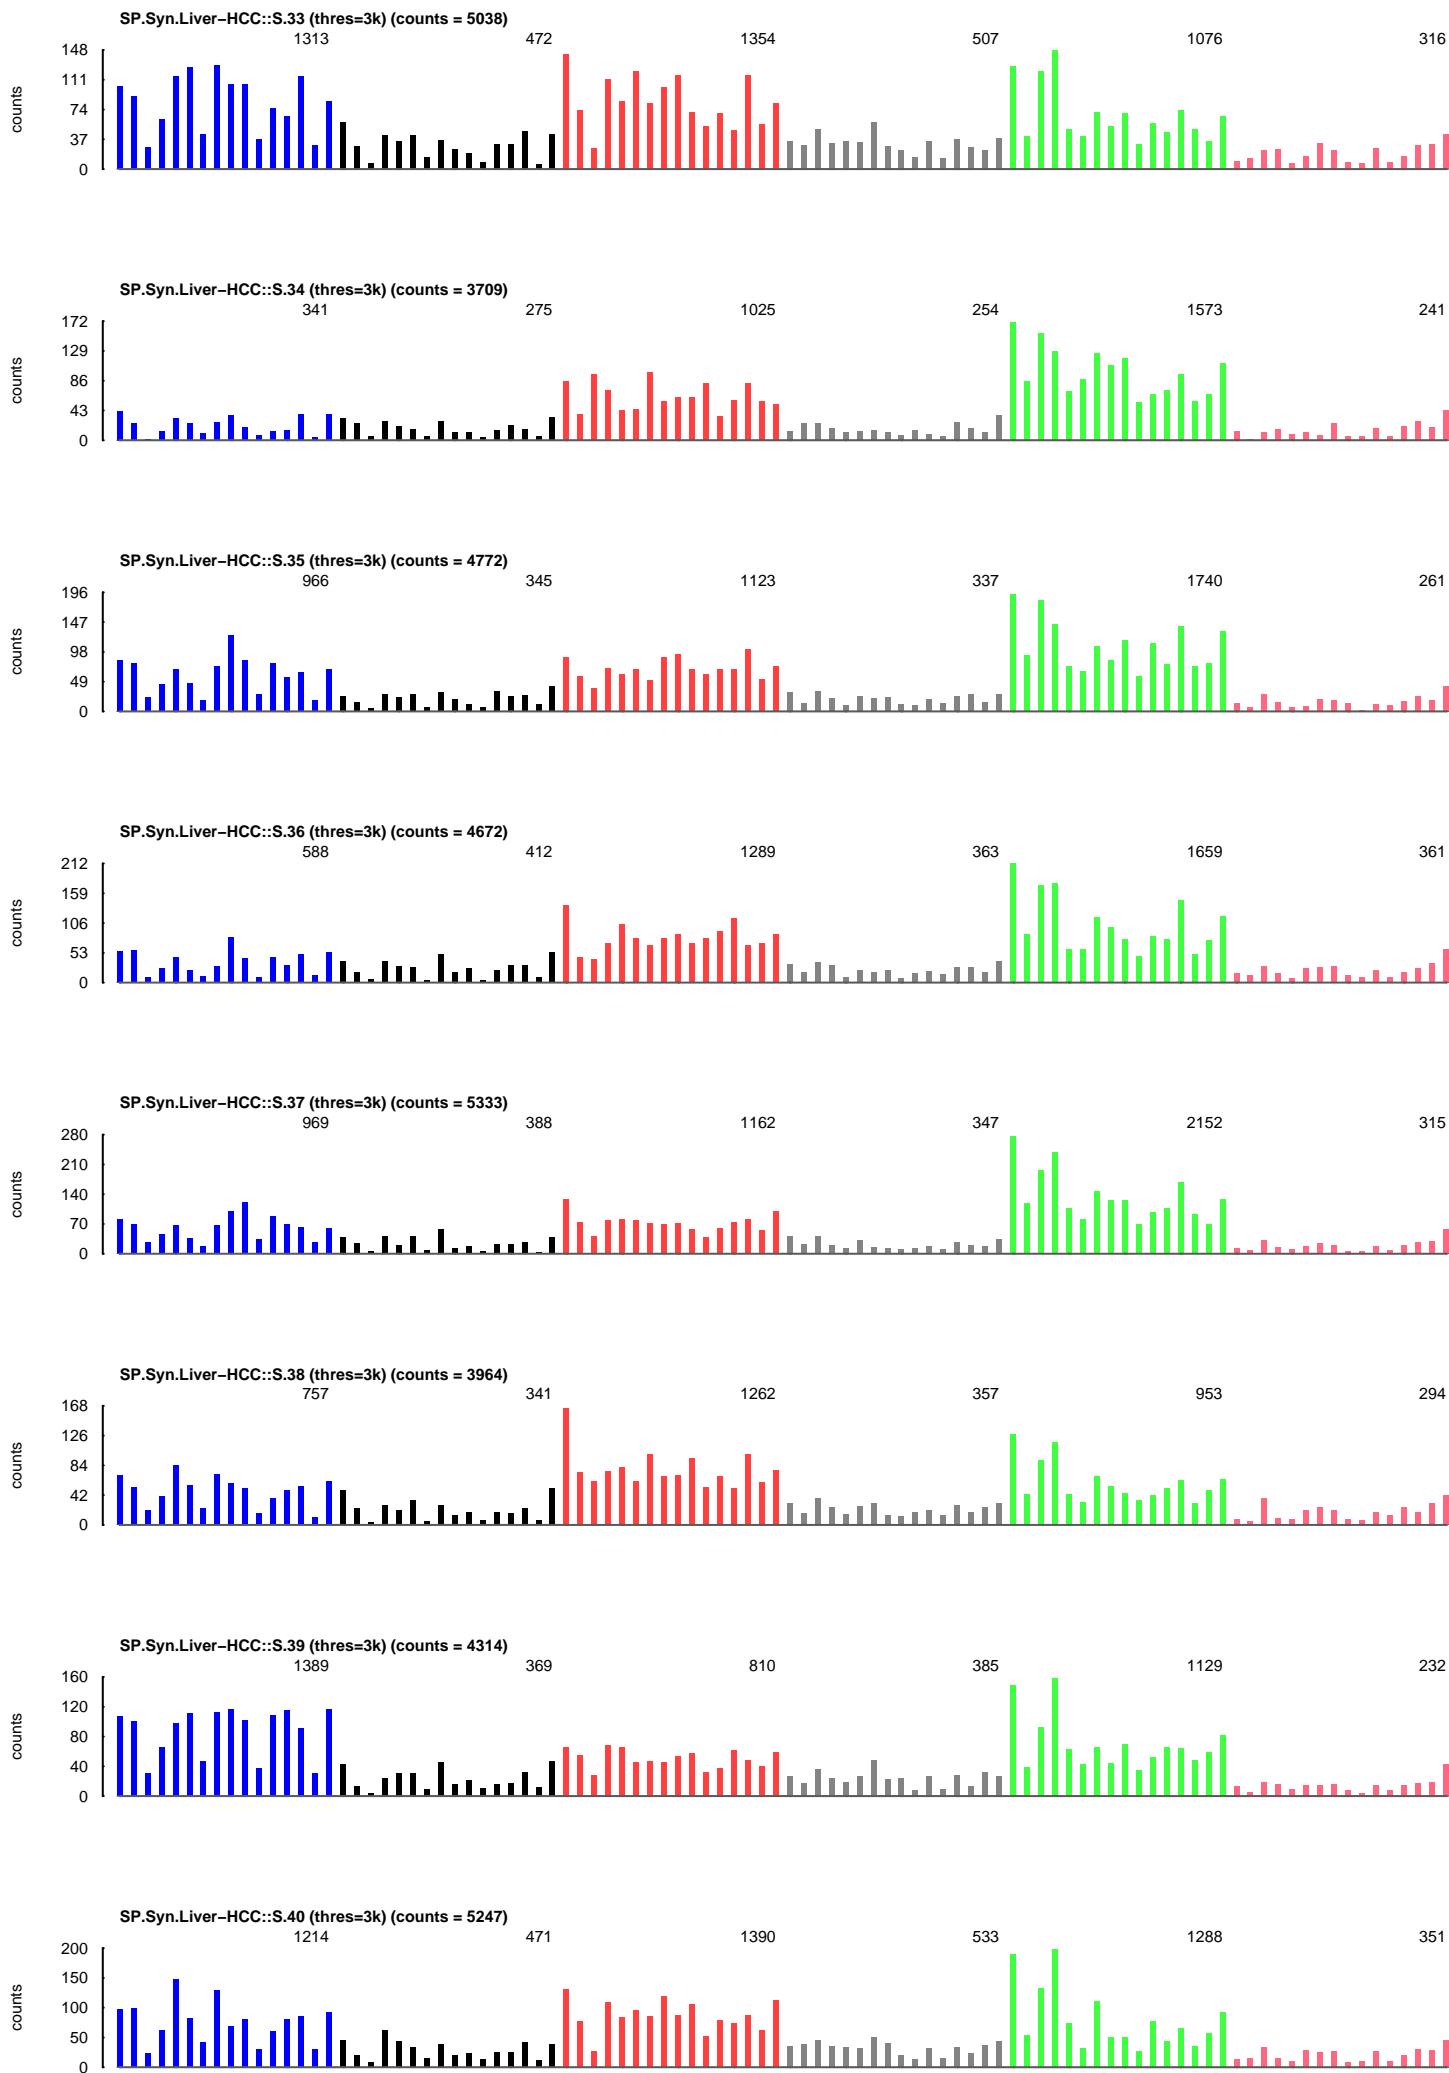 SP.Syn.Liver−HCC::S.33 (thres=3k) (counts = 5038)
1313 472 1354 507 1076 316
148
111
74
37
0
counts
SP.Syn.Liver−HCC::S.34 (thres=3k) (counts = 3709)
341 275 1025 254 1573 241
172
129
86
43
0
counts
SP.Syn.Liver−HCC::S.35 (thres=3k) (counts = 4772)
966 345 1123 337 1740 261
196
147
98
49
0
counts
SP.Syn.Liver−HCC::S.36 (thres=3k) (counts = 4672)
588 412 1289 363 1659 361
212
159
106
53
0
counts
SP.Syn.Liver−HCC::S.37 (thres=3k) (counts = 5333)
969 388 1162 347 2152 315
280
210
140
70
0
counts
SP.Syn.Liver−HCC::S.38 (thres=3k) (counts = 3964)
757 341 1262 357 953 294
168
126
84
42
0
counts
SP.Syn.Liver−HCC::S.39 (thres=3k) (counts = 4314)
1389 369 810 385 1129 232
160
120
80
40
0
counts
SP.Syn.Liver−HCC::S.40 (thres=3k) (counts = 5247)
1214 471 1390 533 1288 351
200
150
100
50
0
counts